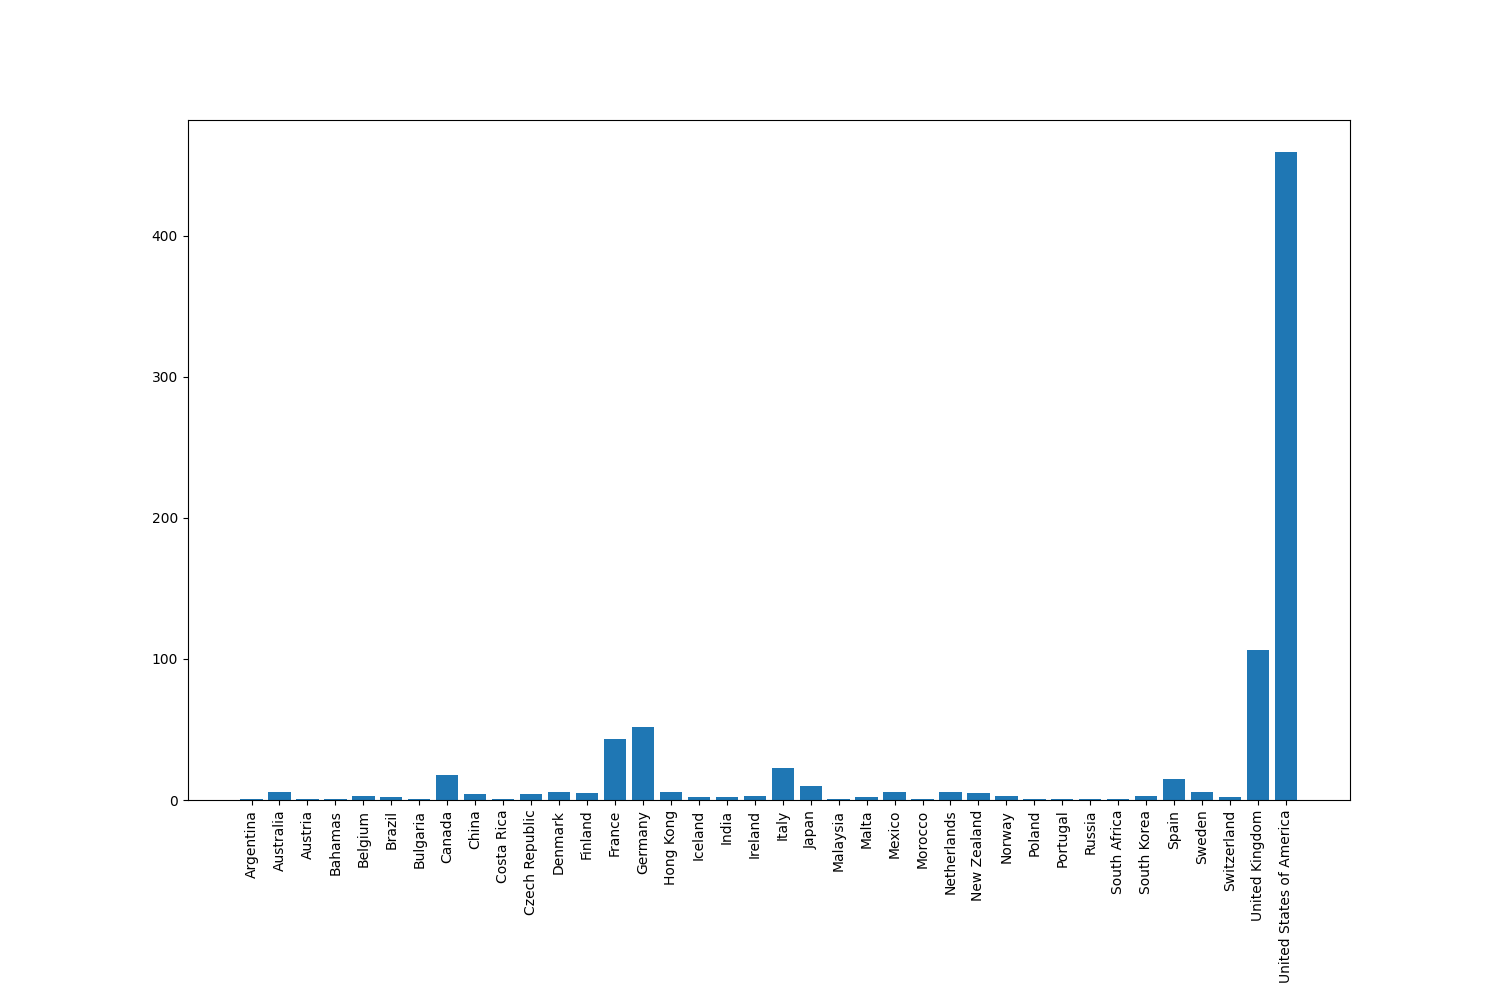 400
300
200
100
0
Argentina
Australia
Austria
Bahamas
Belgium
Brazil
Bulgaria
Canada
China
Costa Rica
Czech Republic
Denmark
Finland
France
Germany
Hong Kong
Iceland
India
Ireland
Italy
Japan
Malaysia
Malta
Mexico
Morocco
Netherlands
New Zealand
Norway
Poland
Portugal
Russia
South Africa
South Korea
Spain
Sweden
Switzerland
United Kingdom
United States of America